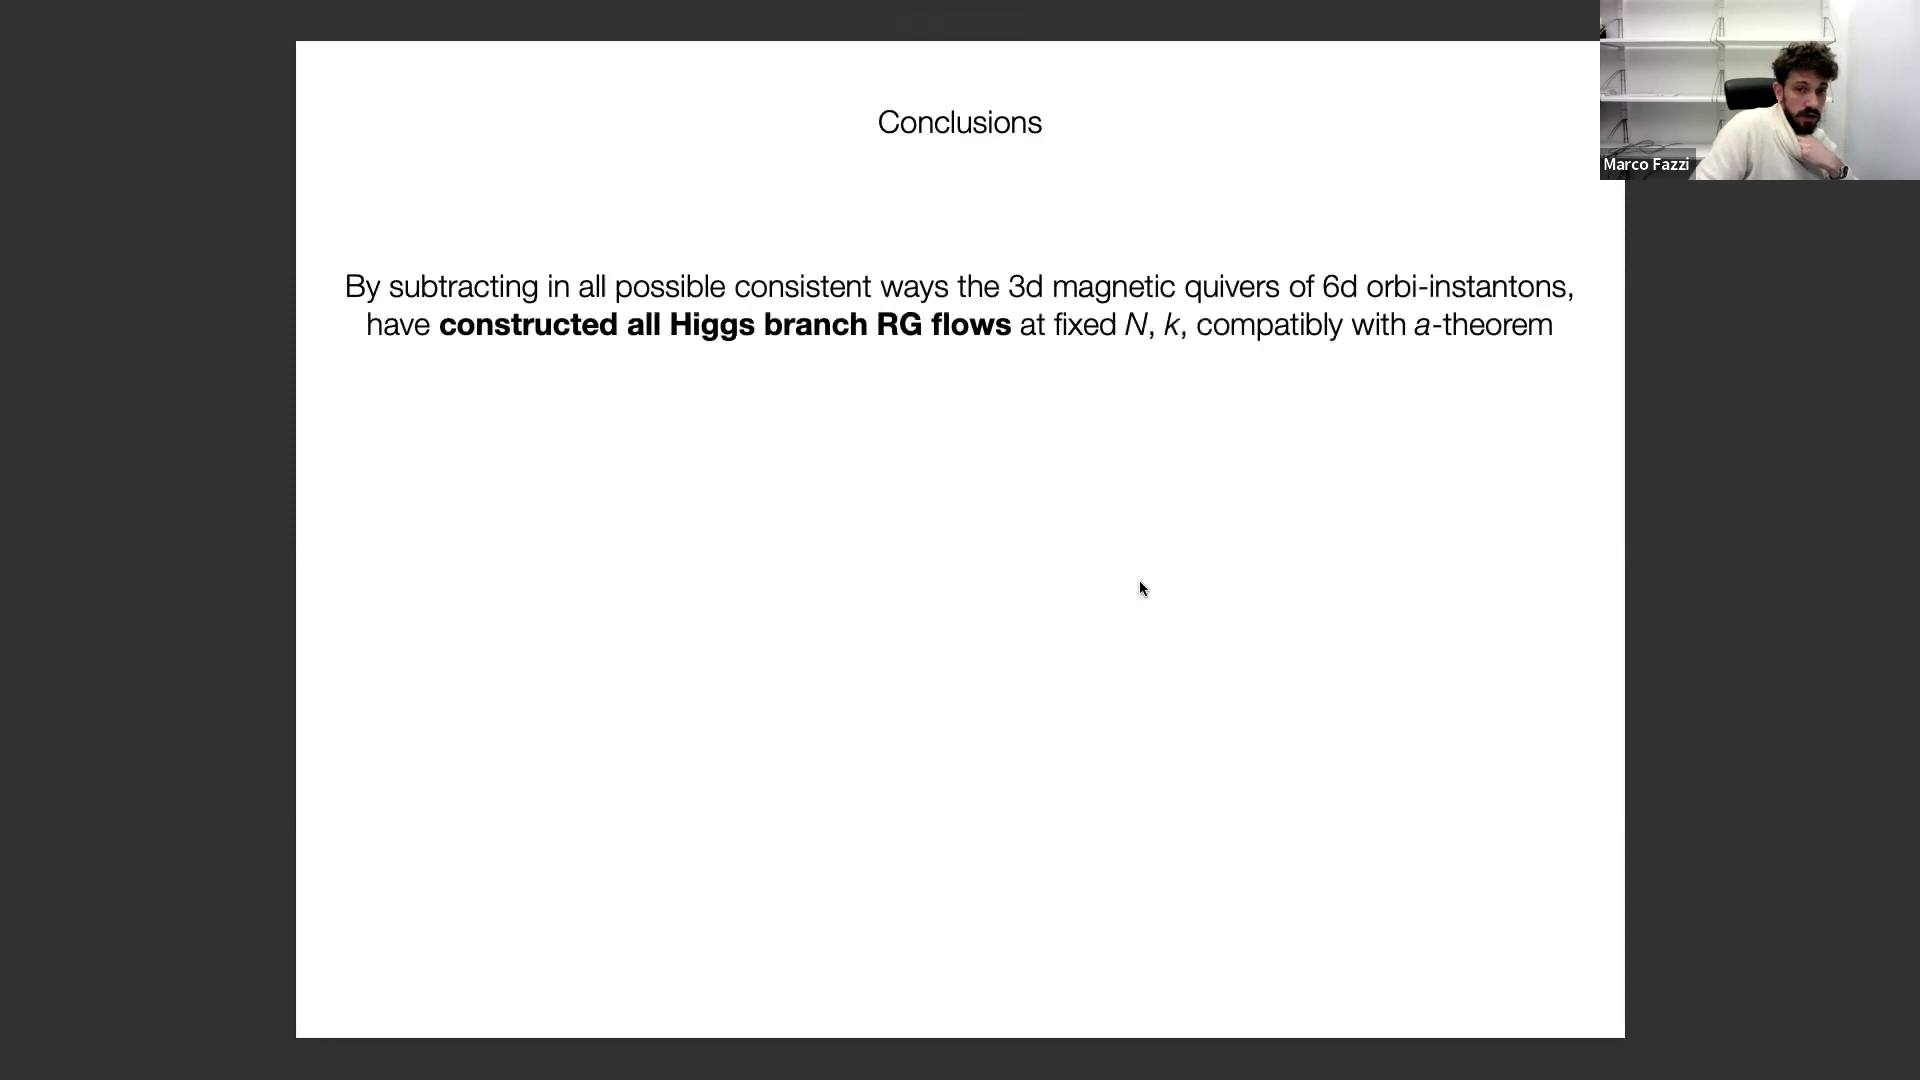 Conclusions
Marco Fazzi
By subtracting in all possible consistent ways the 3d magnetic quivers of 6d orbi-instantons,
have constructed all Higgs branch RG flows at fixed N, k, compatibly with a-theorem